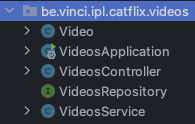 be.vinci.ipl.catflix.videos
Video
VideosApplication
VideosController
VideosRepository
VideosService